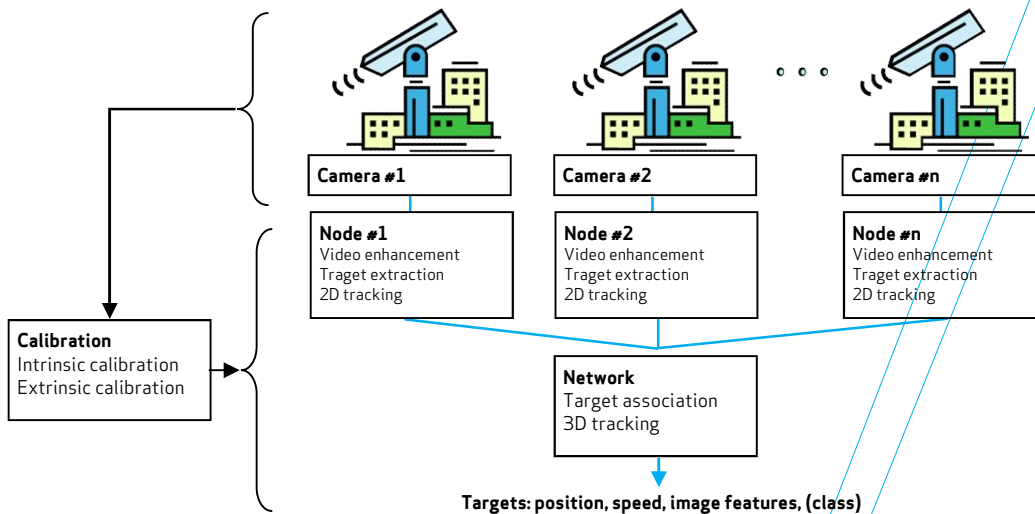 Camera #1
Camera #2
Camera #n
Node #1
Video enhancement
Traget extraction
2D tracking
Node #2
Video enhancement
Traget extraction
2D tracking
Node #n
Video enhancement
Traget extraction
2D tracking
Calibration
Intrinsic calibration
Extrinsic calibration
Network
Target association
3D tracking
Targets: position, speed, image features, (class)